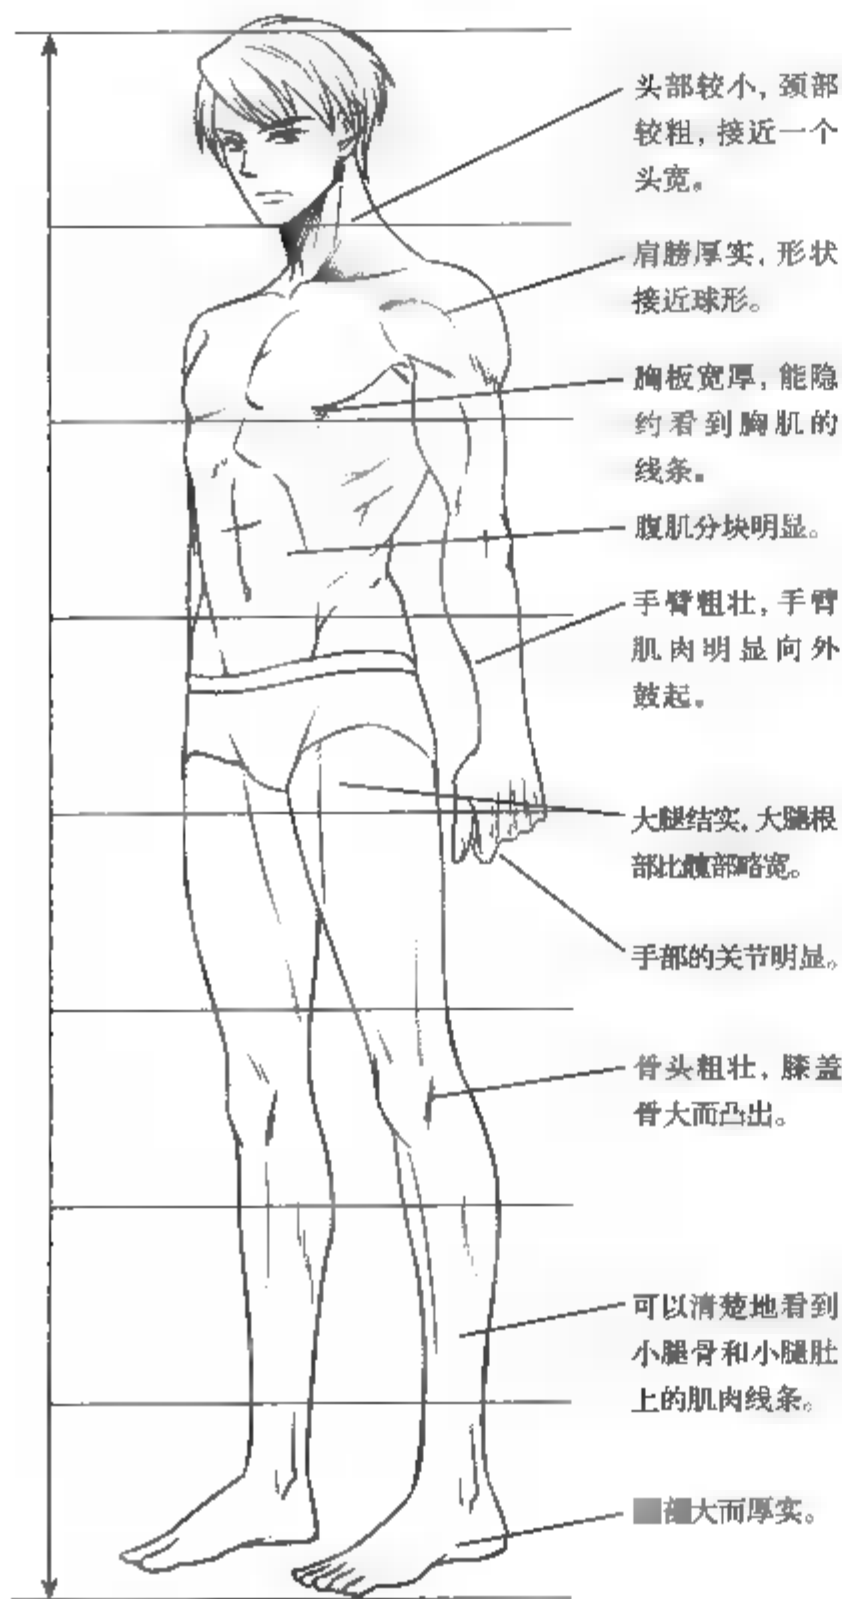 头部较小，颈部
较粗，接近一个
头宽。
肩膀厚实，形状
接近球形。
胸板宽厚，能隐
约看到胸肌的
线条。
腹肌分块明显。
手臂粗壮，手臂
肌肉明显向外
鼓起。
大腿结实，大腿根
部比髋部略宽。
手部的关节明显。
骨头粗壮，膝盖
骨大而凸出。
可以清楚地看到
小腿骨和小腿肚
上的肌肉线条。
大而厚实。